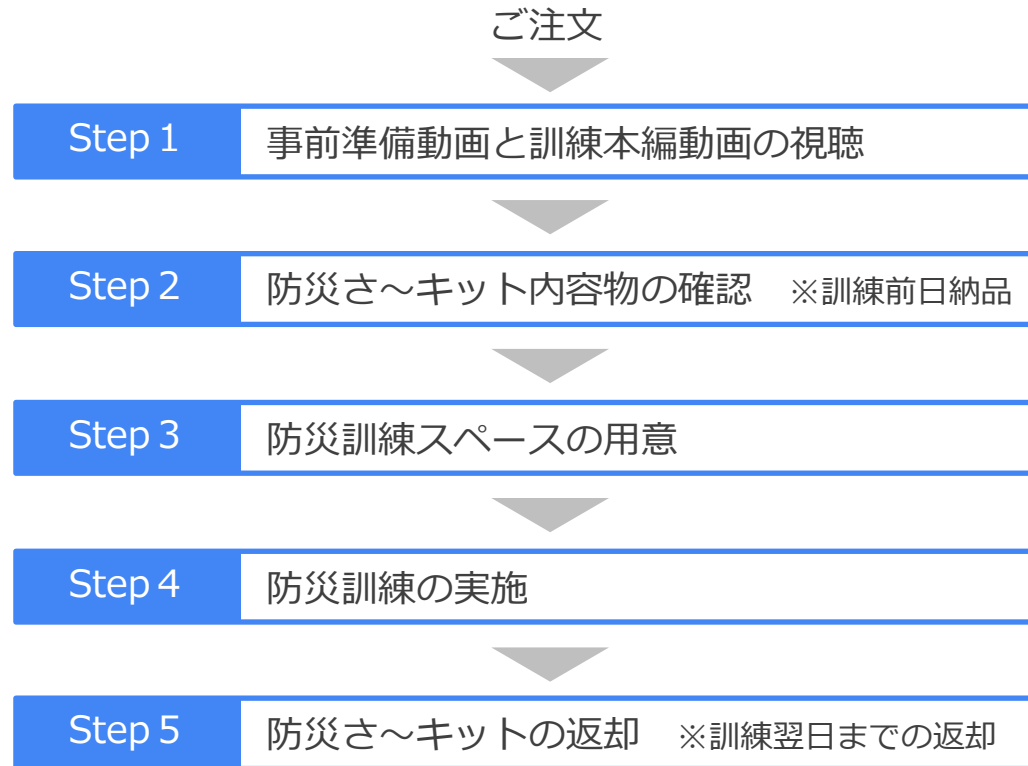 ご注文
Step 1 事前準備動画と訓練本編動画の視聴
Step 2 防災さ～キット内容物の確認 ※訓練前日納品
Step 3 防災訓練スペースの用意
Step 4 防災訓練の実施
Step 5 防災さ～キットの返却 ※訓練翌日までの返却